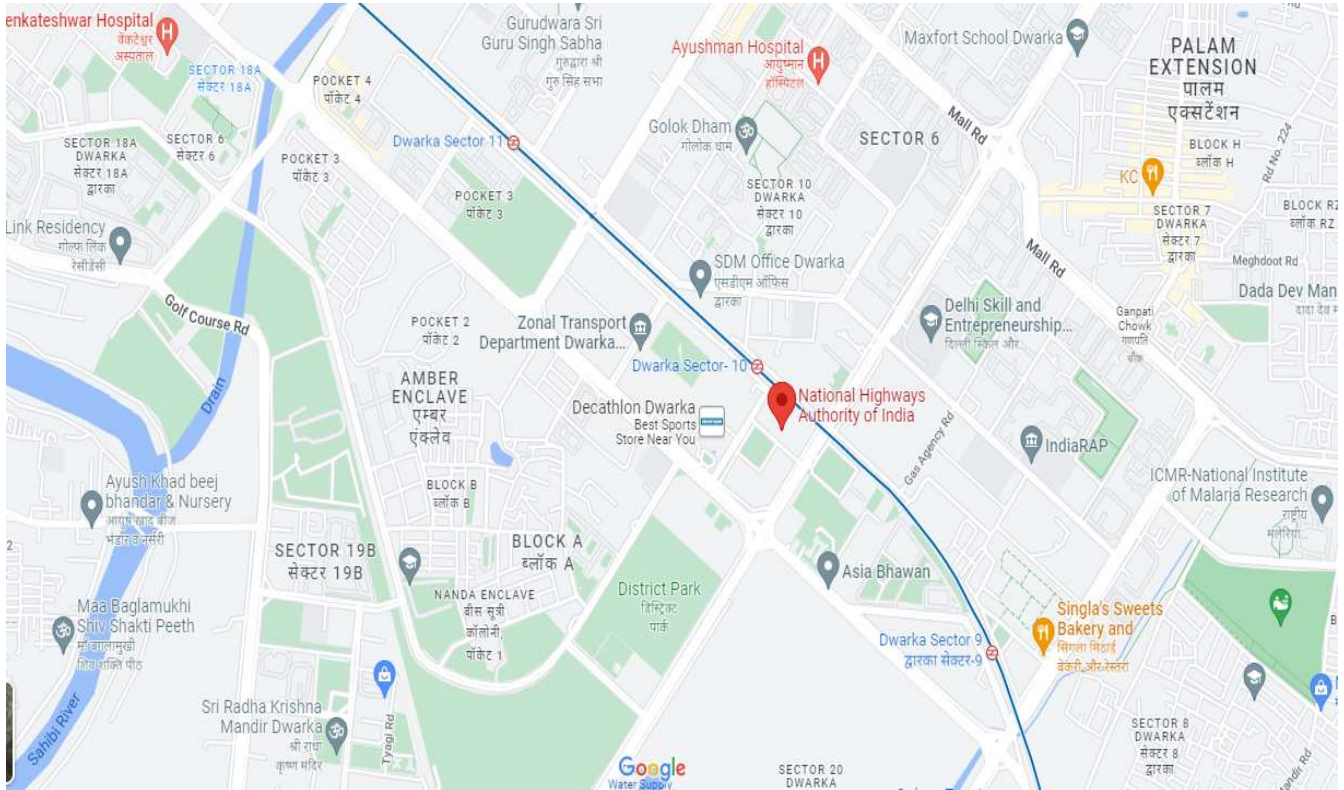 enkateshwar Hospital
वेंकटेश्वर
अस्पताल
SECTOR 18A
सेक्टर 18A
POCKET 4
पॉकेट 4
Gurudwara Sri
Guru Singh Sabha
गुरुद्वारा श्री
गुरु सिंह सभा
Ayushman Hospital
आयुष्मान
हॉस्पिटल
Maxfort School Dwarka
PALAM
EXTENSION
पालम
एक्सटेंशन
SECTOR 18A
DWARKA
सेक्टर 18A
द्वारका
SECTOR 6
सेक्टर 6
Dwarka Sector 11
Golok Dham
गोलोक धाम
SECTOR 6
Mall Rd
BLOCK H
ब्लॉक H
Rd No. 224
POCKET 3
पॉकेट 3
POCKET 3
पॉकेट 3
SECTOR 10
DWARKA
सेक्टर 10
द्वारका
KC
SECTOR 7
DWARKA
सेक्टर 7
द्वारका
BLOCK RZ
ब्लॉक RZ
Link Residency
गोल्फ लिंक
रेसीडेंसी
SDM Office Dwarka
एसडीएम ऑफिस
द्वारका
Mall Rd
Meghdoot Rd
Dada Dev Man
Golf Course Rd
POCKET 2
पॉकेट 2
Zonal Transport
Department Dwarka...
Delhi Skill and
Entrepreneurship...
दिल्ली स्किल और...
Ganpati
Chowk
गणपति
चौक
Drain
Dwarka Sector- 10
AMBER
ENCLAVE
एम्बर
एंक्लेव
Decathlon Dwarka
Best Sports
Store Near You
National Highways
Authority of India
Gas Agency Rd
IndiaRAP
Ayush Khad beej
bhandar & Nursery
आयुष खाद बीज
भंडार व नर्सरी
BLOCK B
ब्लॉक B
ICMR-National Institute
of Malaria Research
राष्ट्रीय
मलेरिया...
2
SECTOR 19B
सेक्टर 19B
BLOCK A
ब्लॉक A
Asia Bhawan
NANDA ENCLAVE
बीस सूत्री
कॉलोनी,
पॉकेट 1
District Park
डिस्ट्रिक्ट
पार्क
Maa Baglamukhi
Shiv Shakti Peeth
मां बगलामुखी
शिव शक्ति पीठ
Dwarka Sector 9
द्वारका सेक्टर-9
Singla's Sweets
Bakery and
सिंगला मिठाई
बेकरी और रेस्तरां
Sri Radha Krishna
Mandir Dwarka
श्री राधा
कृष्ण मंदिर
Tyagi Rd
Sahibi River
SECTOR 8
DWARKA
सेक्टर 8
द्वारका
Mandir Rd
Google
Water Supply
SECTOR 20
DWARKA